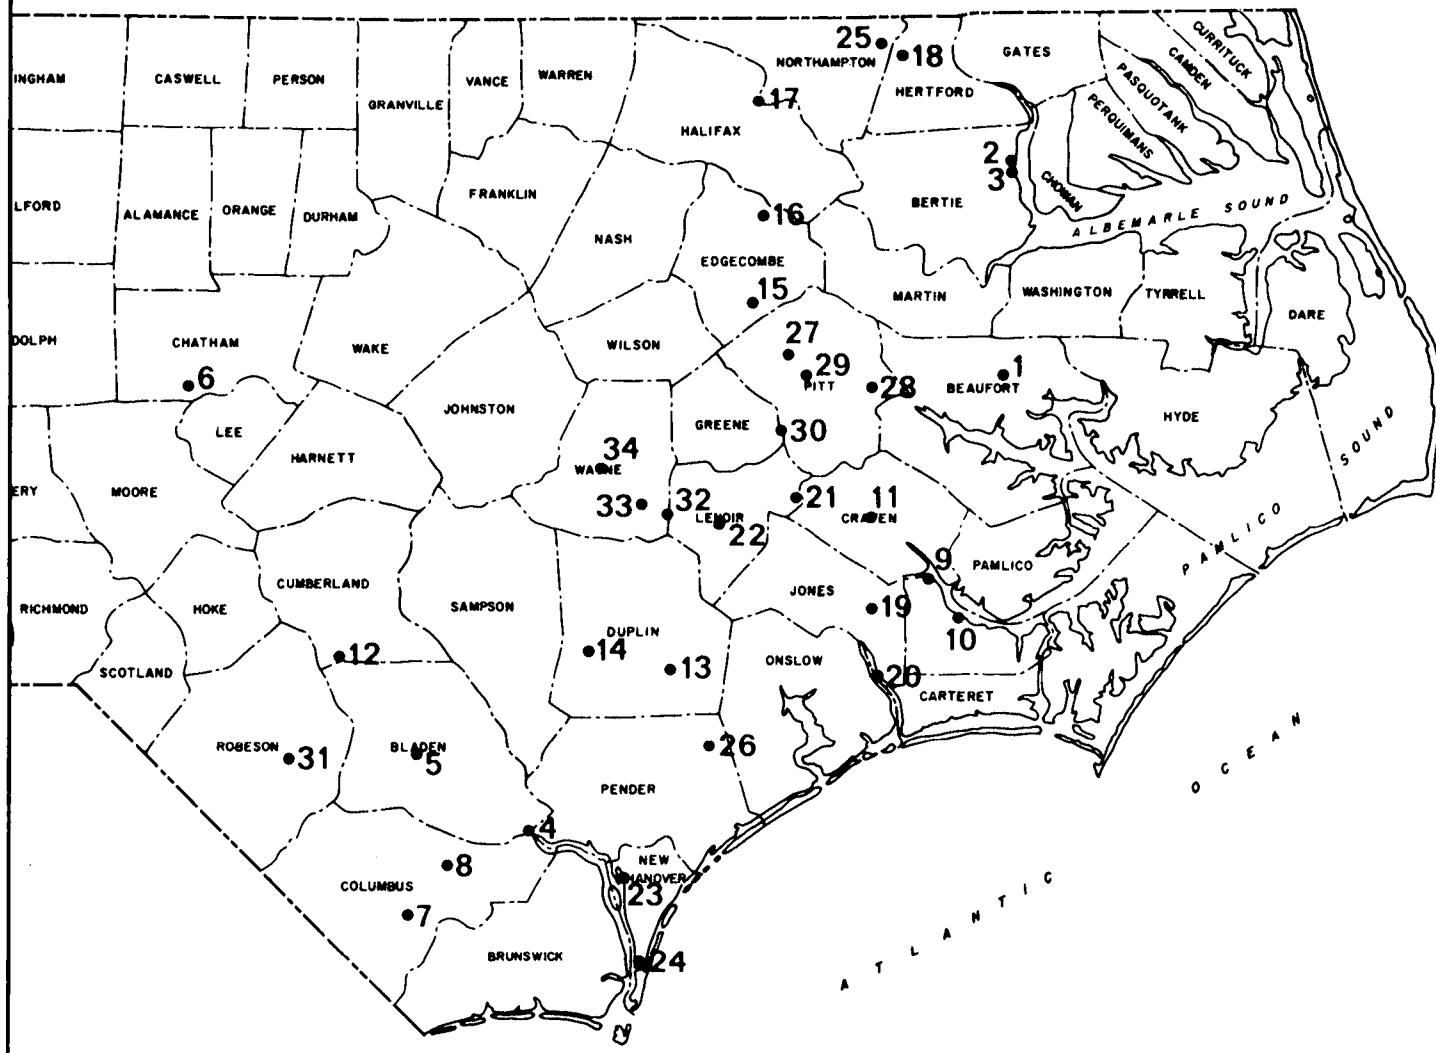 CURRITUCK
25
18
GATES
CAMDEN
NORTHAMPTON
INGHAM
CASWELL
PERSON
VANCE
WARREN
PASQUOTANK
HERTFORD
GRANVILLE
17
PERQUIMANS
HALIFAX
2
3
FRANKLIN
CHOWAN
LFORD
ALAMANCE
ORANGE
DURHAM
BERTIE
ALBEMARLE SOUND
16
NASH
EDGECOMBE
15
MARTIN
WASHINGTON
TYRRELL
DARE
DOLPH
CHATHAM
WAKE
WILSON
27
29
PITT
28
1
BEAUFORT
6
JOHNSTON
HYDE
LEE
GREENE
30
HARNETT
34
WAYNE
ERY
MOORE
33
32
LENOIR
22
21
11
CRAVEN
PAMLICO SOUND
9
PAMLICO
CUMBERLAND
RICHMOND
HOKE
SAMPSON
JONES
19
10
DUPLIN
14
13
12
ONSLOW
SCOTLAND
20
CARTERET
ROBESON
31
BLADEN
5
26
PENDER
4
8
NEW
HANOVER
23
COLUMBUS
7
BRUNSWICK
24
ATLANTIC OCEAN